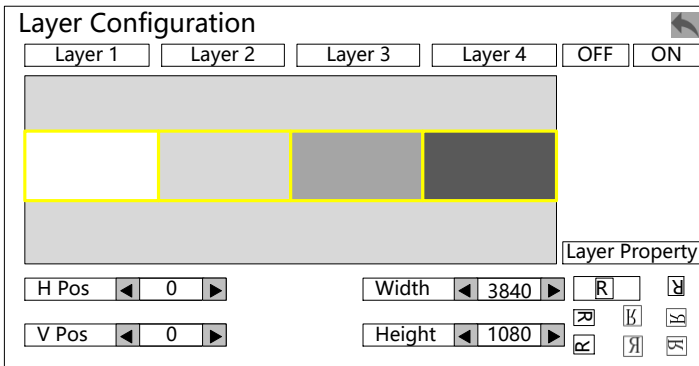 Layer Configuration
Layer 1 Layer 2 Layer 3 Layer 4 OFF ON
Layer Property
H Pos 0 Width 3840 R R
R R R
V Pos 0 Height 1080 R R R